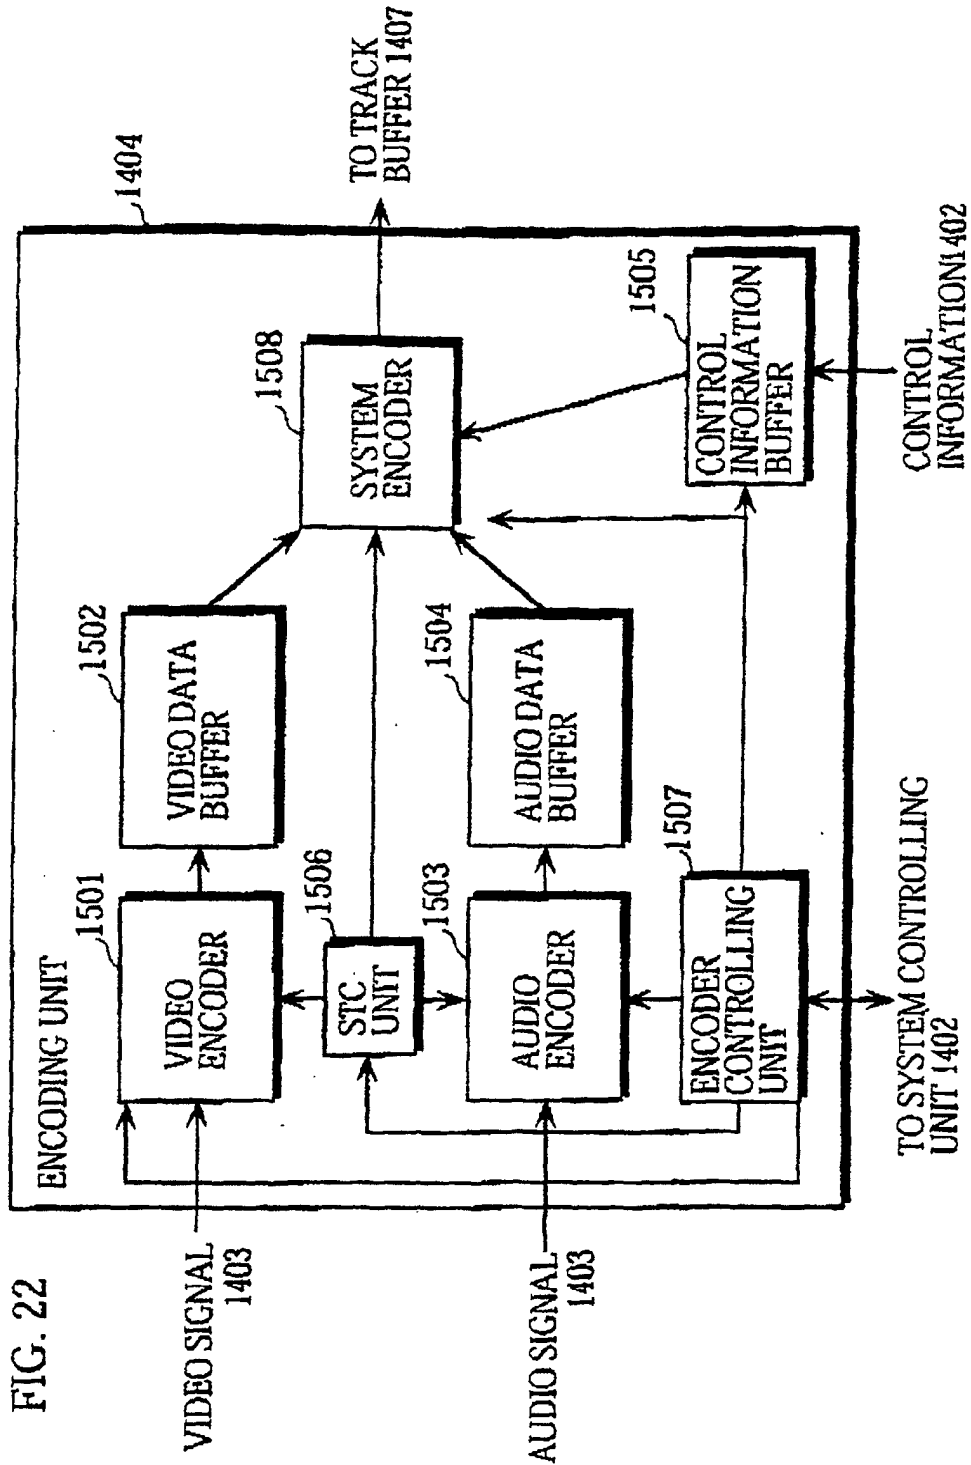 FIG. 22
ENCODING UNIT
1404
VIDEO SIGNAL
1403
1501
VIDEO
ENCODER
1502
VIDEO DATA
BUFFER
1506
STC
UNIT
1508
SYSTEM
ENCODER
TO TRACK
BUFFER 1407
AUDIO SIGNAL
1403
1503
AUDIO
ENCODER
1504
AUDIO DATA
BUFFER
1507
ENCODER
CONTROLLING
UNIT
1505
CONTROL
INFORMATION
BUFFER
TO SYSTEM CONTROLLING
UNIT 1402
CONTROL
INFORMATION1402